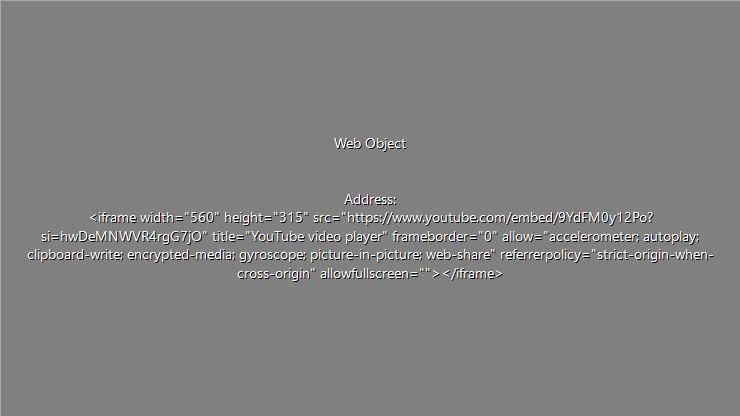 Web Object
Address:
<iframe width="560" height="315" src="https://www.youtube.com/embed/9YdFM0y12Po?
si=hwDeMNWVR4rgG7jO" title="YouTube video player" frameborder="0" allow="accelerometer; autoplay;
clipboard-write; encrypted-media; gyroscope; picture-in-picture; web-share" referrerpolicy="strict-origin-when-
cross-origin" allowfullscreen=""></iframe>